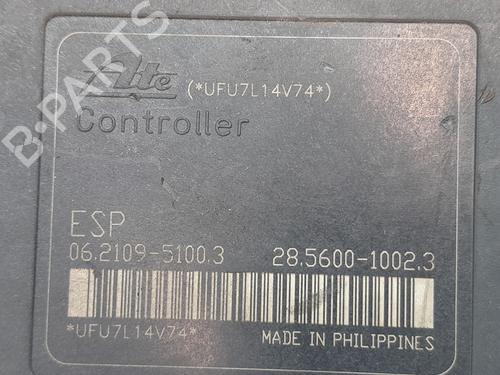 Ate (*UFU7L14V74*)
Controller
ESP
06.2109-5100.3 28.5600-1002.3
*UFU7L14V74* MADE IN PHILIPPINES
B-PARTS